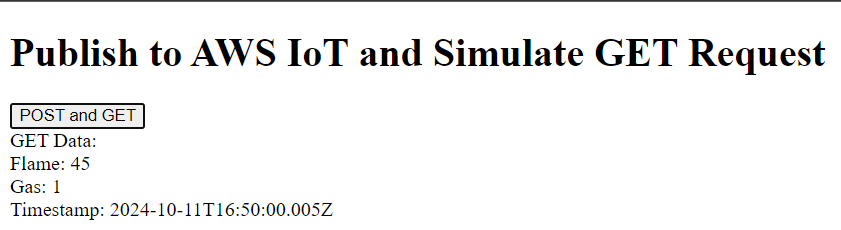 Publish to AWS IoT and Simulate GET Request
POST and GET
GET Data:
Flame: 45
Gas: 1
Timestamp: 2024-10-11T16:50:00.005Z